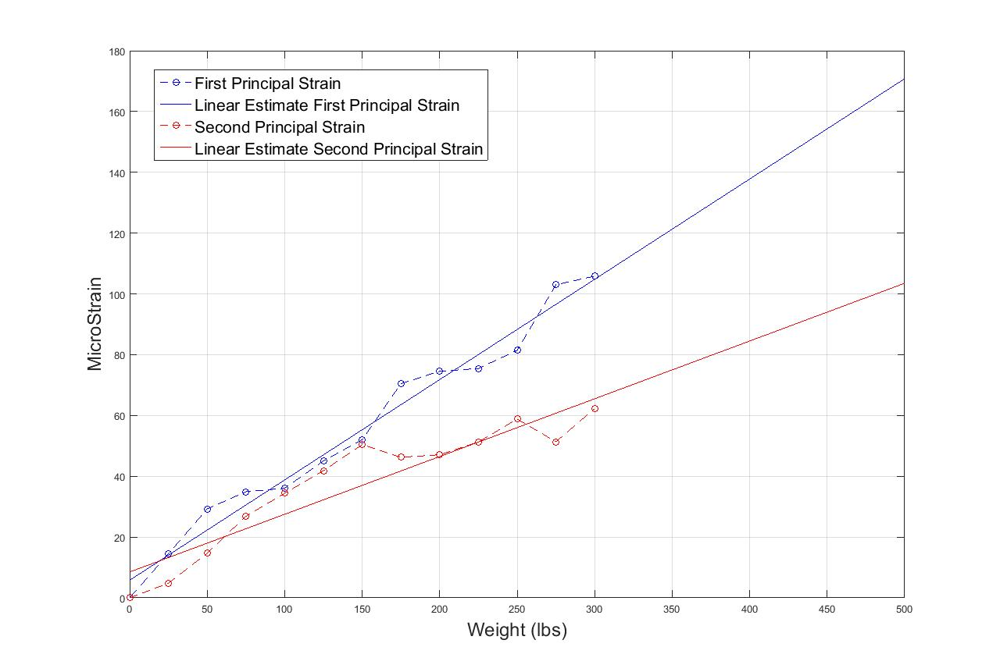 180
160
140
120
100
80
60
40
20
0
MicroStrain
First Principal Strain
Linear Estimate First Principal Strain
Second Principal Strain
Linear Estimate Second Principal Strain
0 50 100 150 200 250 300 350 400 450 500
Weight (lbs)